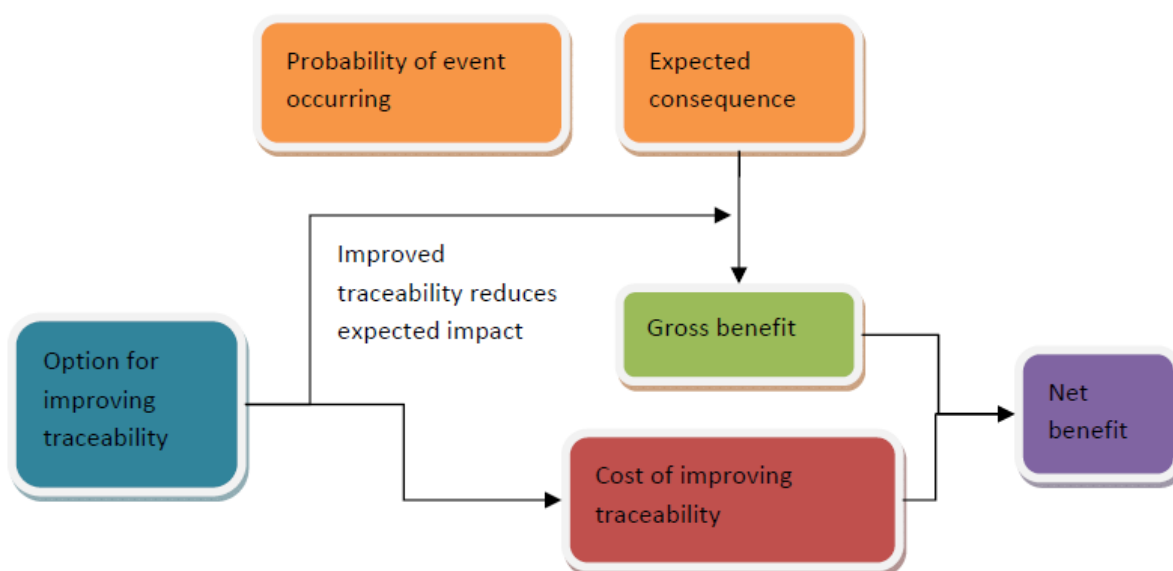 Probability of event
occurring
Expected
consequence
Improved
traceability reduces
expected impact
Gross benefit
Option for
improving
traceability
Net
benefit
Cost of improving
traceability